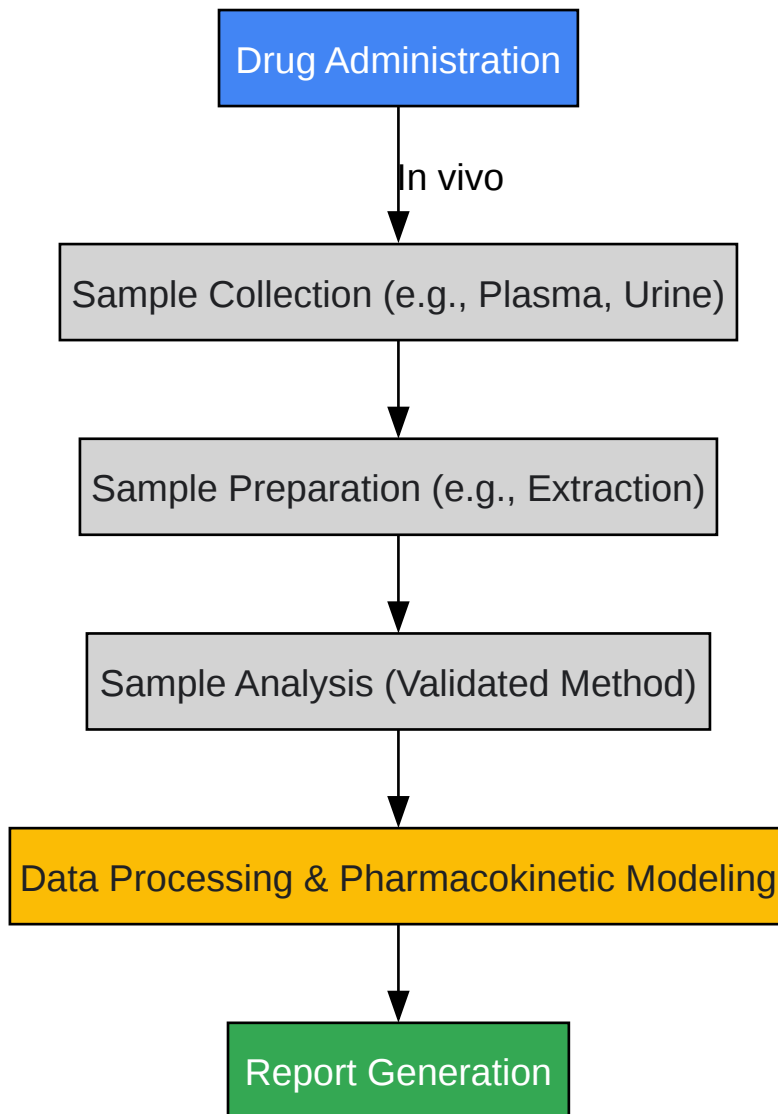 Drug Administration
In vivo
Sample Collection (e.g., Plasma, Urine)
Sample Preparation (e.g., Extraction)
Sample Analysis (Validated Method)
Data Processing & Pharmacokinetic Modeling
Report Generation